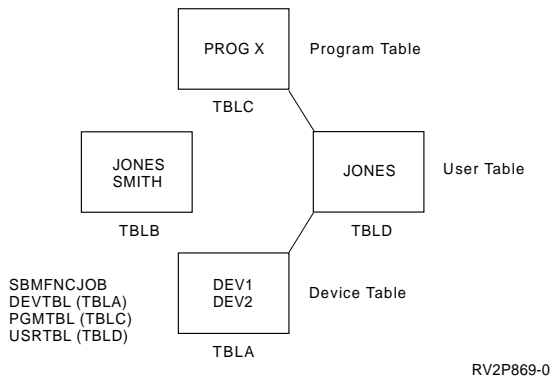 PROG X
Program Table
TBLC
JONES
SMITH
TBLB
JONES
User Table
TBLD
SBMFNCJOB
DEVTBL (TBLA)
PGMTBL (TBLC)
USRTBL (TBLD)
DEV1
DEV2
Device Table
TBLA
RV2P869-0